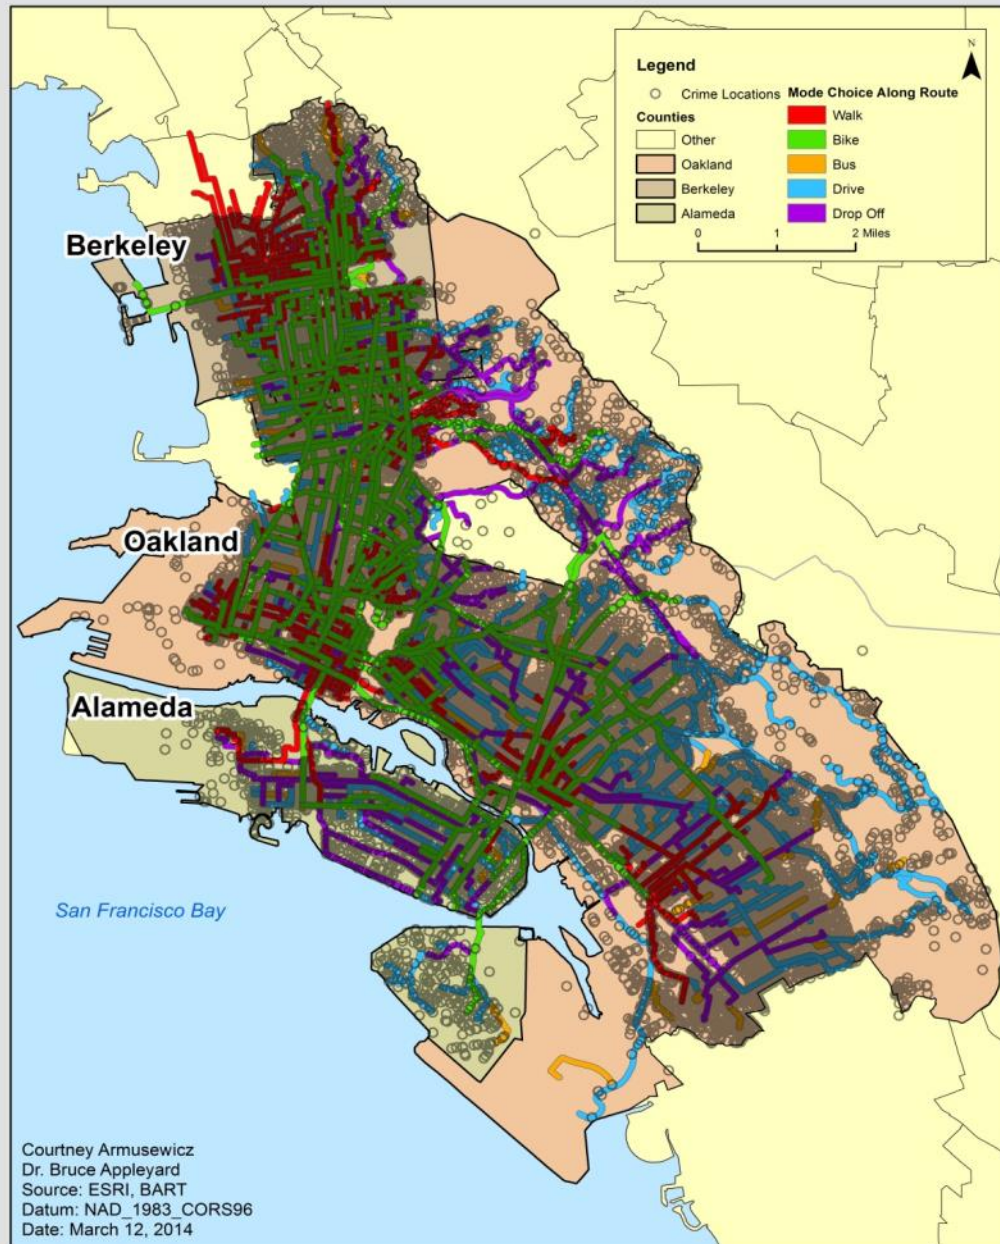 N
Legend
Crime Locations
Mode Choice Along Route
Counties
Walk
Other
Bike
Oakland
Bus
Berkeley
Drive
Alameda
Drop Off
0 1 2 Miles
Berkeley
Oakland
Alameda
San Francisco Bay
Courtney Armusewicz
Dr. Bruce Appleyard
Source: ESRI, BART
Datum: NAD_1983_CORS96
Date: March 12, 2014